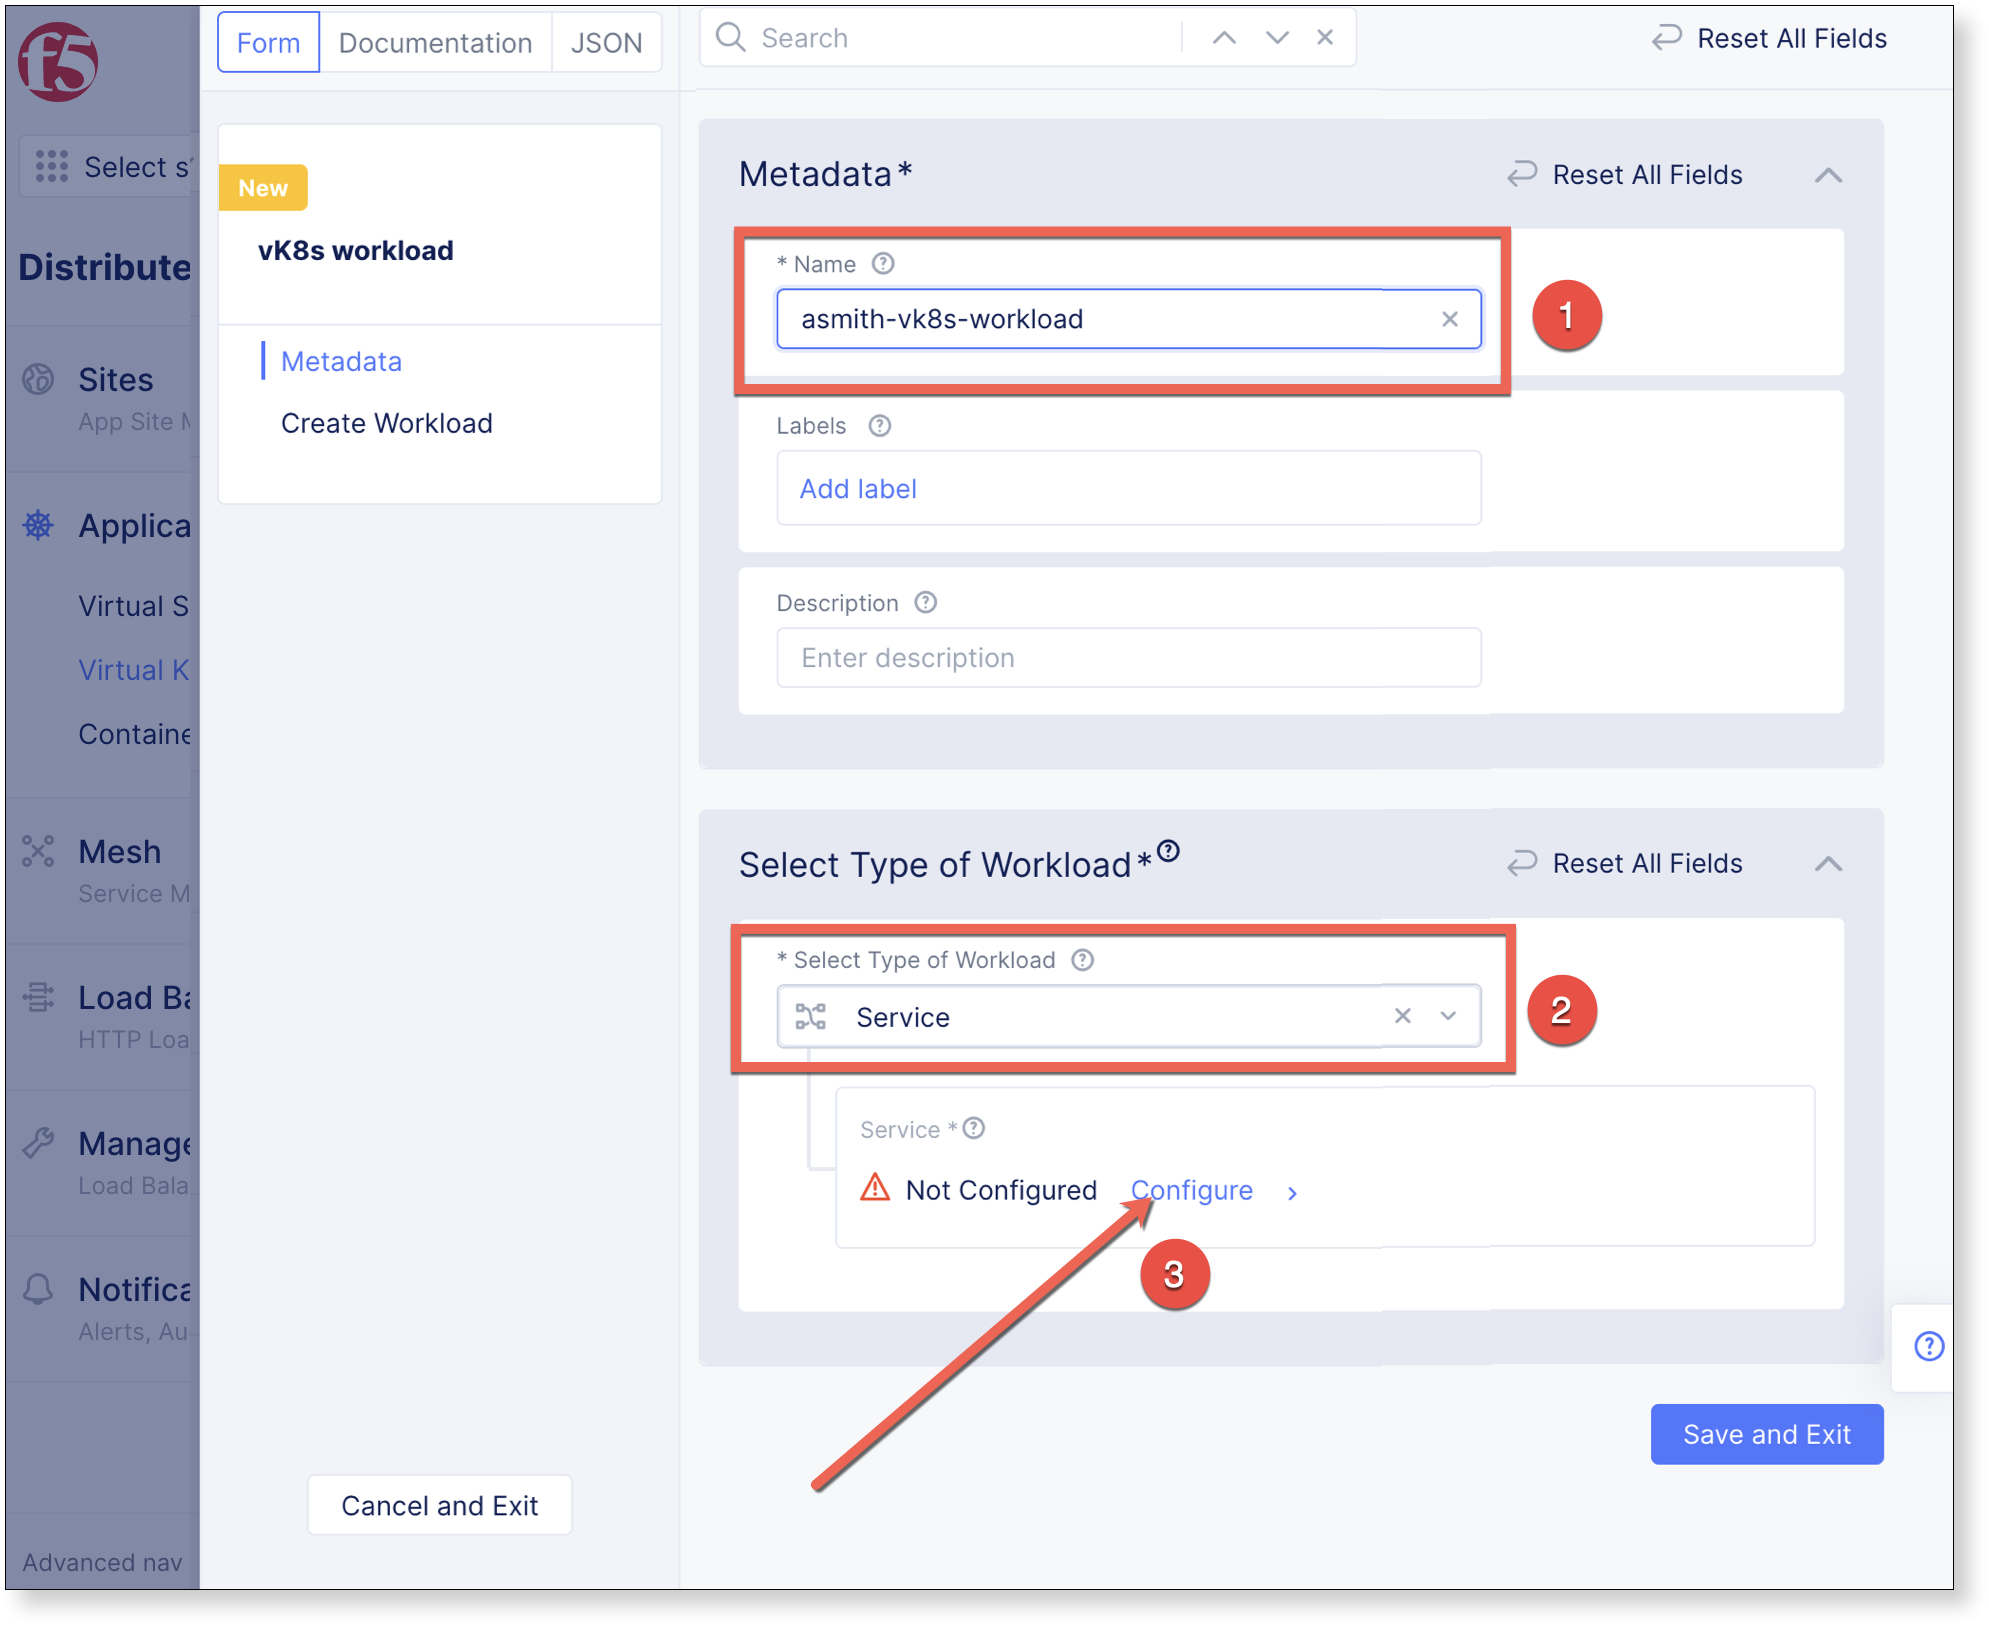 f5
Form
Documentation
JSON
Search
Reset All Fields
Select s
Distribute
Sites
App Site M
Applica
Virtual S
Virtual K
Containe
Mesh
Service M
Load Ba
HTTP Loa
Manage
Load Bala
Notifica
Alerts, Au
Advanced nav
New
vK8s workload
Metadata
Create Workload
Cancel and Exit
Metadata*
Reset All Fields
* Name
asmith-vk8s-workload
1
Labels
Add label
Description
Enter description
Select Type of Workload*
Reset All Fields
* Select Type of Workload
Service
2
Service *
Not Configured Configure
3
Save and Exit